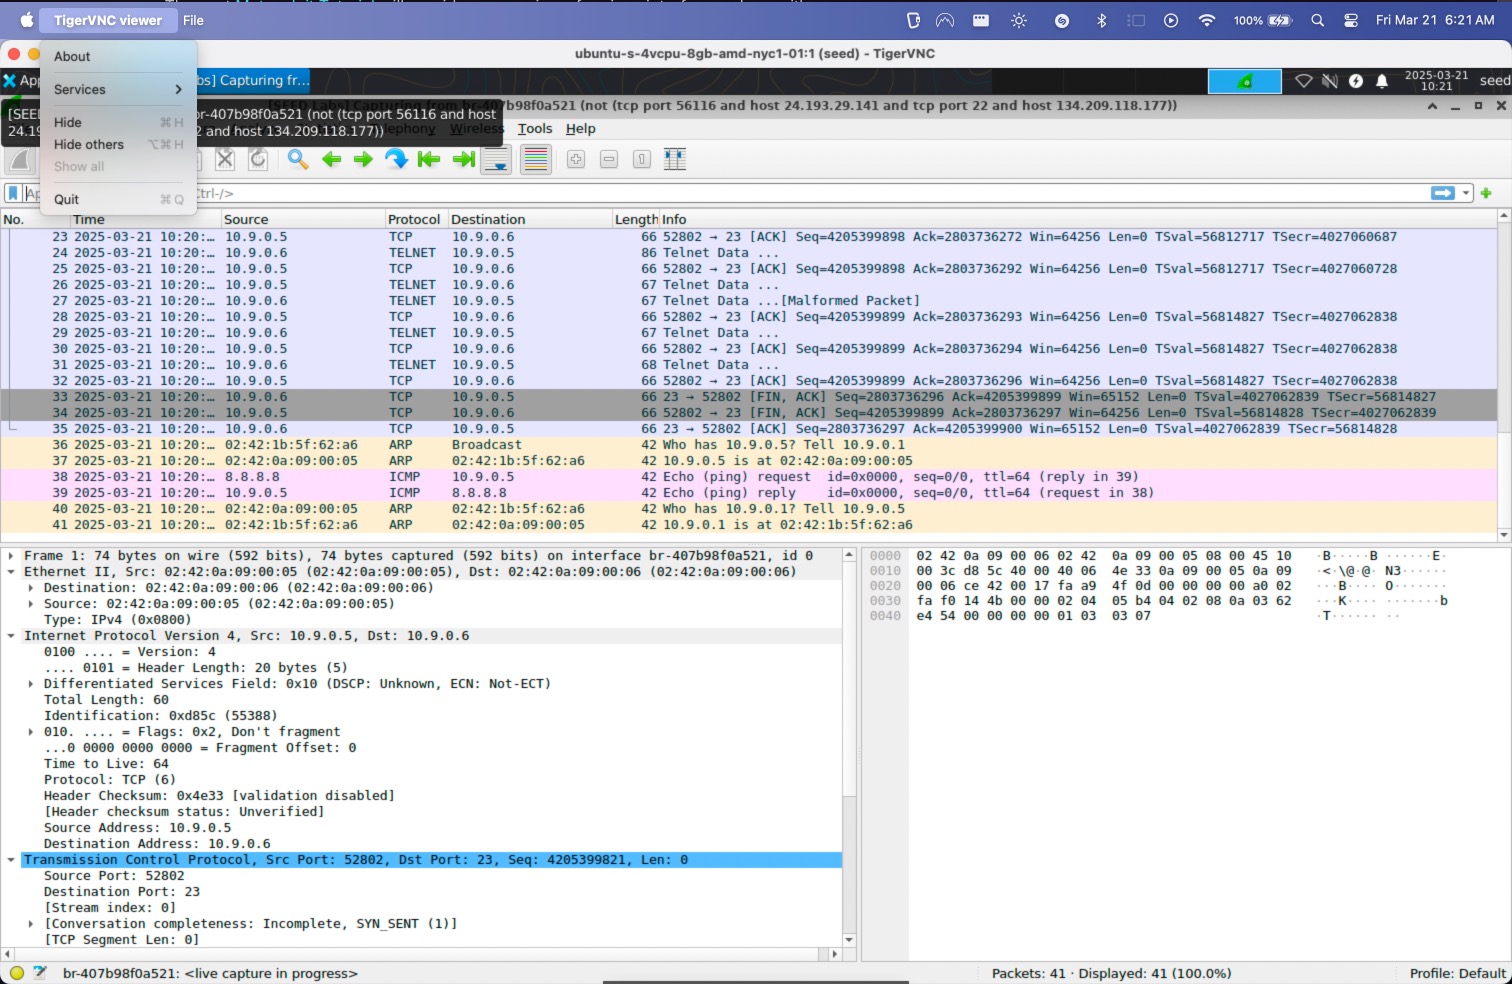 TigerVNC viewer File 100% Fri Mar 21 6:21 AM
About
Services
Hide ⌘ H
Hide others ⌥ ⌘ H
Show all
Quit ⌘ Q
ubuntu-s-4vcpu-8gb-amd-nyc1-01:1 (seed) - TigerVNC
App bs] Capturing fr... 2025-03-21 10:21 seed
[SEED Labs] Capturing from br-407b98f0a521 (not (tcp port 56116 and host 24.193.29.141 and tcp port 22 and host 134.209.118.177))
[SEE br-407b98f0a521 (not (tcp port 56116 and host
24.19 2 and host 134.209.118.177))
Telephony Wireless Tools Help
Ap Ctrl-/>
No. Time Source Protocol Destination Length Info
23 2025-03-21 10:20:… 10.9.0.5 TCP 10.9.0.6 66 52802 → 23 [ACK] Seq=4205399898 Ack=2803736272 Win=64256 Len=0 TSval=56812717 TSecr=4027060687
24 2025-03-21 10:20:… 10.9.0.6 TELNET 10.9.0.5 86 Telnet Data ...
25 2025-03-21 10:20:… 10.9.0.5 TCP 10.9.0.6 66 52802 → 23 [ACK] Seq=4205399898 Ack=2803736292 Win=64256 Len=0 TSval=56812717 TSecr=4027060728
26 2025-03-21 10:20:… 10.9.0.5 TELNET 10.9.0.6 67 Telnet Data ...
27 2025-03-21 10:20:… 10.9.0.6 TELNET 10.9.0.5 67 Telnet Data ...[Malformed Packet]
28 2025-03-21 10:20:… 10.9.0.5 TCP 10.9.0.6 66 52802 → 23 [ACK] Seq=4205399899 Ack=2803736293 Win=64256 Len=0 TSval=56814827 TSecr=4027062838
29 2025-03-21 10:20:… 10.9.0.6 TELNET 10.9.0.5 67 Telnet Data ...
30 2025-03-21 10:20:… 10.9.0.5 TCP 10.9.0.6 66 52802 → 23 [ACK] Seq=4205399899 Ack=2803736294 Win=64256 Len=0 TSval=56814827 TSecr=4027062838
31 2025-03-21 10:20:… 10.9.0.6 TELNET 10.9.0.5 68 Telnet Data ...
32 2025-03-21 10:20:… 10.9.0.5 TCP 10.9.0.6 66 52802 → 23 [ACK] Seq=4205399899 Ack=2803736296 Win=64256 Len=0 TSval=56814827 TSecr=4027062838
33 2025-03-21 10:20:… 10.9.0.6 TCP 10.9.0.5 66 23 → 52802 [FIN, ACK] Seq=2803736296 Ack=4205399899 Win=65152 Len=0 TSval=4027062839 TSecr=56814827
34 2025-03-21 10:20:… 10.9.0.5 TCP 10.9.0.6 66 52802 → 23 [FIN, ACK] Seq=4205399899 Ack=2803736297 Win=64256 Len=0 TSval=56814828 TSecr=4027062839
35 2025-03-21 10:20:… 10.9.0.6 TCP 10.9.0.5 66 23 → 52802 [ACK] Seq=2803736297 Ack=4205399900 Win=65152 Len=0 TSval=4027062839 TSecr=56814828
36 2025-03-21 10:20:… 02:42:1b:5f:62:a6 ARP Broadcast 42 Who has 10.9.0.5? Tell 10.9.0.1
37 2025-03-21 10:20:… 02:42:0a:09:00:05 ARP 02:42:1b:5f:62:a6 42 10.9.0.5 is at 02:42:0a:09:00:05
38 2025-03-21 10:20:… 8.8.8.8 ICMP 10.9.0.5 42 Echo (ping) request id=0x0000, seq=0/0, ttl=64 (reply in 39)
39 2025-03-21 10:20:… 10.9.0.5 ICMP 8.8.8.8 42 Echo (ping) reply id=0x0000, seq=0/0, ttl=64 (request in 38)
40 2025-03-21 10:20:… 02:42:0a:09:00:05 ARP 02:42:1b:5f:62:a6 42 Who has 10.9.0.1? Tell 10.9.0.5
41 2025-03-21 10:20:… 02:42:1b:5f:62:a6 ARP 02:42:0a:09:00:05 42 10.9.0.1 is at 02:42:1b:5f:62:a6
Frame 1: 74 bytes on wire (592 bits), 74 bytes captured (592 bits) on interface br-407b98f0a521, id 0
Ethernet II, Src: 02:42:0a:09:00:05 (02:42:0a:09:00:05), Dst: 02:42:0a:09:00:06 (02:42:0a:09:00:06)
Destination: 02:42:0a:09:00:06 (02:42:0a:09:00:06)
Source: 02:42:0a:09:00:05 (02:42:0a:09:00:05)
Type: IPv4 (0x0800)
Internet Protocol Version 4, Src: 10.9.0.5, Dst: 10.9.0.6
0100 .... = Version: 4
.... 0101 = Header Length: 20 bytes (5)
Differentiated Services Field: 0x10 (DSCP: Unknown, ECN: Not-ECT)
Total Length: 60
Identification: 0xd85c (55388)
010. .... = Flags: 0x2, Don't fragment
...0 0000 0000 0000 = Fragment Offset: 0
Time to Live: 64
Protocol: TCP (6)
Header Checksum: 0x4e33 [validation disabled]
[Header checksum status: Unverified]
Source Address: 10.9.0.5
Destination Address: 10.9.0.6
Transmission Control Protocol, Src Port: 52802, Dst Port: 23, Seq: 4205399821, Len: 0
Source Port: 52802
Destination Port: 23
[Stream index: 0]
[Conversation completeness: Incomplete, SYN_SENT (1)]
[TCP Segment Len: 0]
0000 02 42 0a 09 00 06 02 42 0a 09 00 05 08 00 45 10 ·B·····B ······E·
0010 00 3c d8 5c 40 00 40 06 4e 33 0a 09 00 05 0a 09 ·<·\@·@· N3······
0020 00 06 ce 42 00 17 fa a9 4f 0d 00 00 00 00 a0 02 ···B···· O·······
0030 fa f0 14 4b 00 00 02 04 05 b4 04 02 08 0a 03 62 ···K···· ·······b
0040 e4 54 00 00 00 00 01 03 03 07 ·T······ ··
br-407b98f0a521: <live capture in progress> Packets: 41 · Displayed: 41 (100.0%) Profile: Default